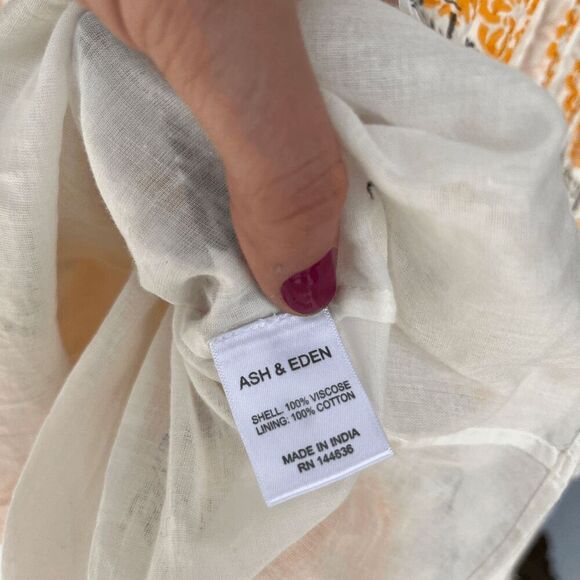 ASH & EDEN
SHELL: 100% VISCOSE
LINING: 100% COTTON
MADE IN INDIA
RN 144636